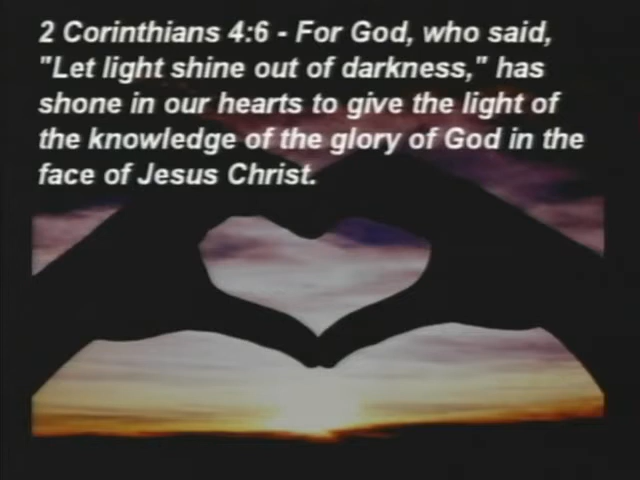 2 Corinthians 4:6 - For God, who said,
"Let light shine out of darkness," has
shone in our hearts to give the light of
the knowledge of the glory of God in the
face of Jesus Christ.